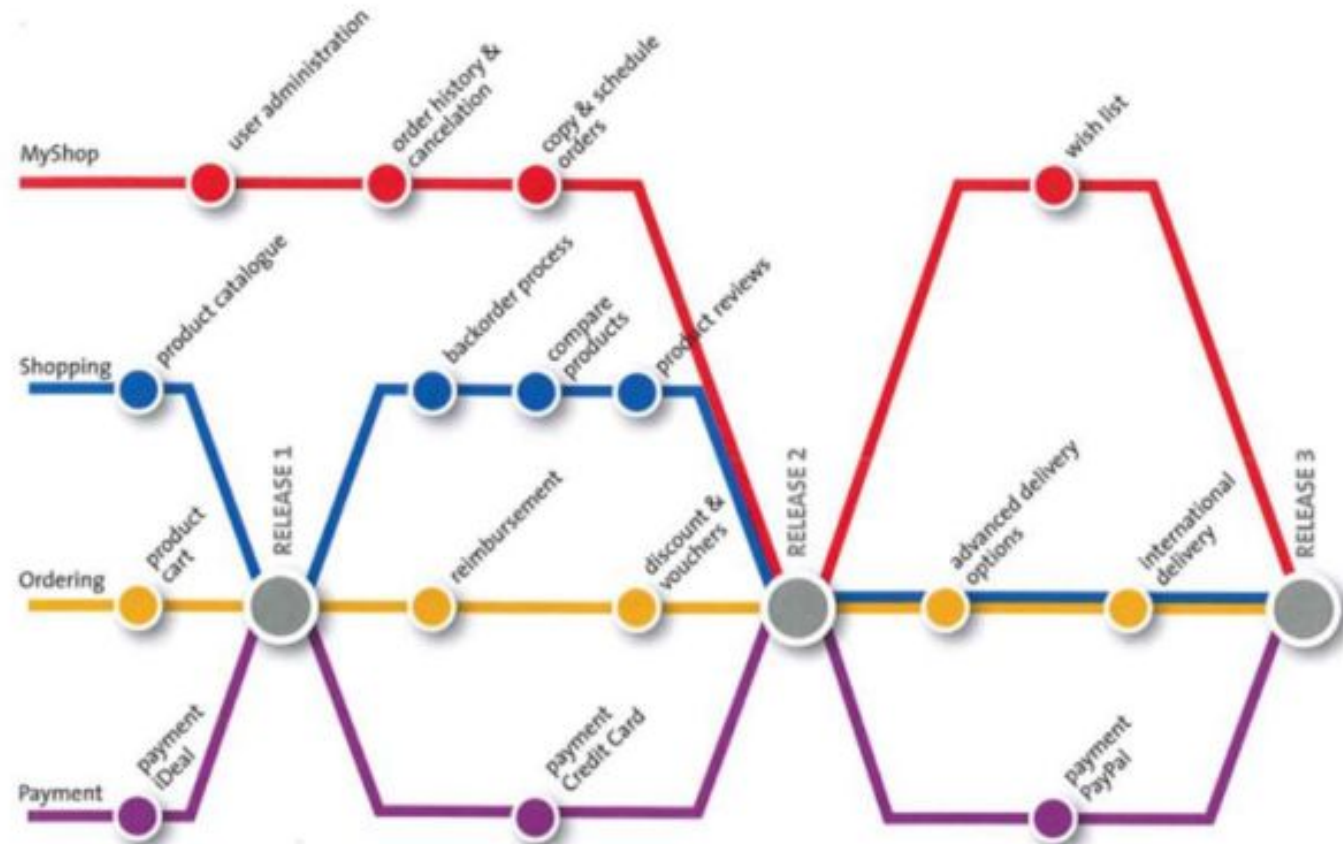 MyShop
user administration
order history &
cancelation
copy & schedule
orders
wish list
Shopping
product catalogue
backorder process
compare
products
product reviews
Ordering
product
cart
RELEASE 1
reimbursement
discount &
vouchers
RELEASE 2
advanced delivery
options
international
delivery
RELEASE 3
Payment
payment
iDeal
payment
Credit Card
payment
PayPal